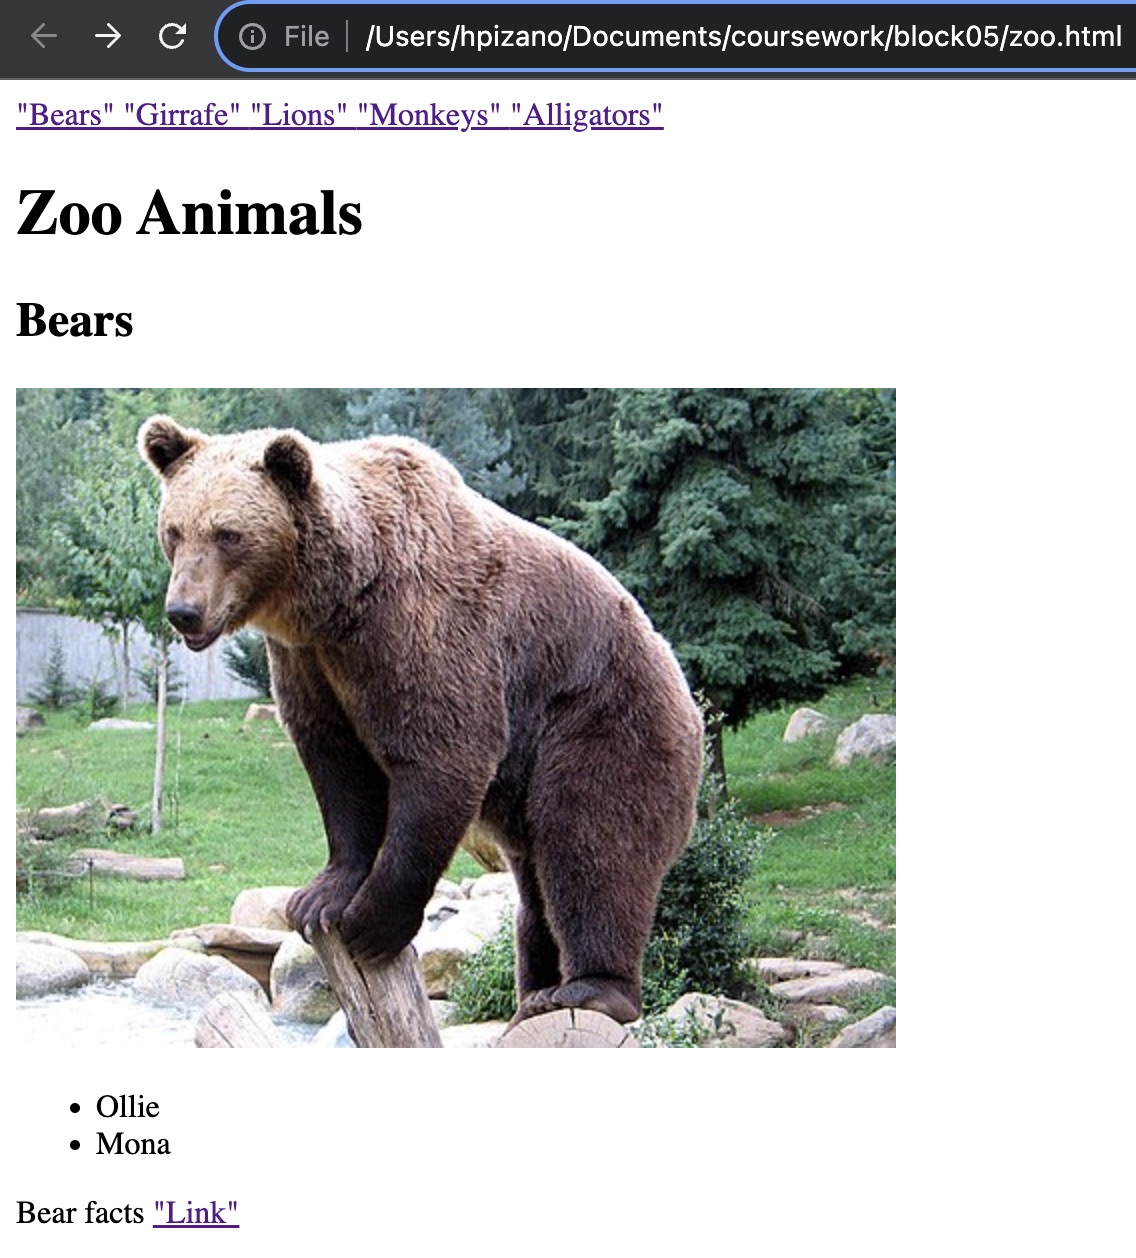 File /Users/hpizano/Documents/coursework/block05/zoo.html
"Bears" "Girrafe" "Lions" "Monkeys" "Alligators"
Zoo Animals
Bears
Ollie
Mona
Bear facts "Link"